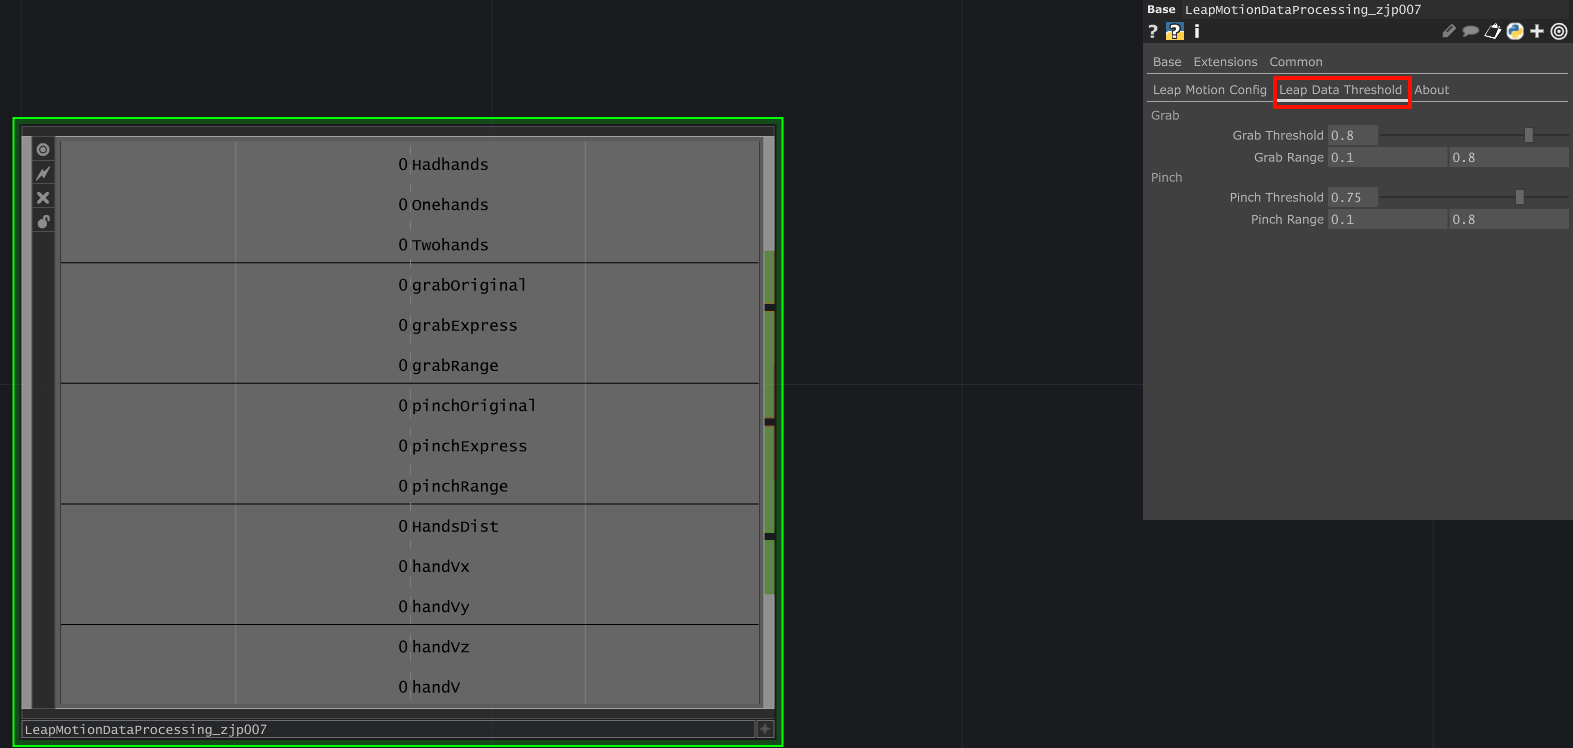 Base LeapMotionDataProcessing_zjp007
? ? i
Base Extensions Common
Leap Motion Config Leap Data Threshold About
Grab
Grab Threshold 0.8
Grab Range 0.1 0.8
Pinch
Pinch Threshold 0.75
Pinch Range 0.1 0.8
0 Hadhands
0 Onehands
0 Twohands
0 grabOriginal
0 grabExpress
0 grabRange
0 pinchOriginal
0 pinchExpress
0 pinchRange
0 HandsDist
0 handVx
0 handVy
0 handVz
0 handV
LeapMotionDataProcessing_zjp007